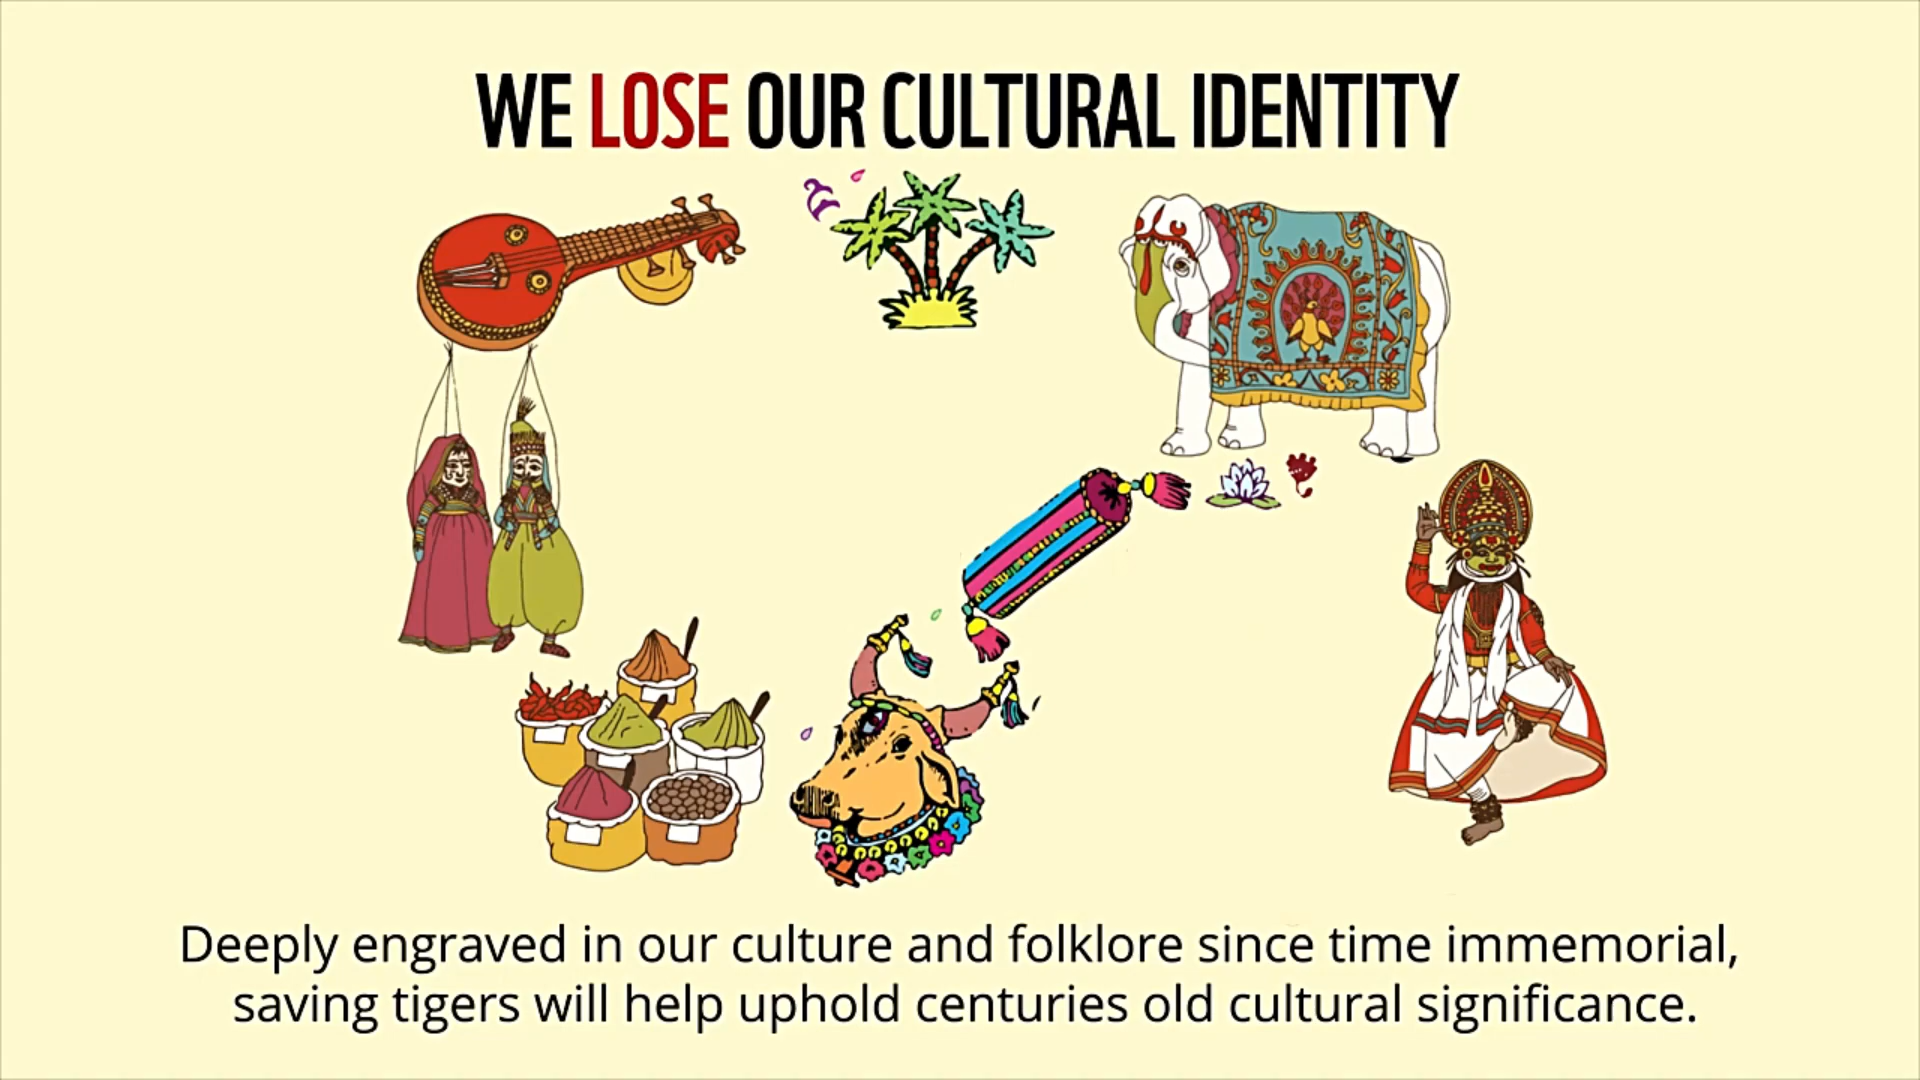 WE LOSE OUR CULTURAL IDENTITY
Deeply engraved in our culture and folklore since time immemorial,
saving tigers will help uphold centuries old cultural significance.